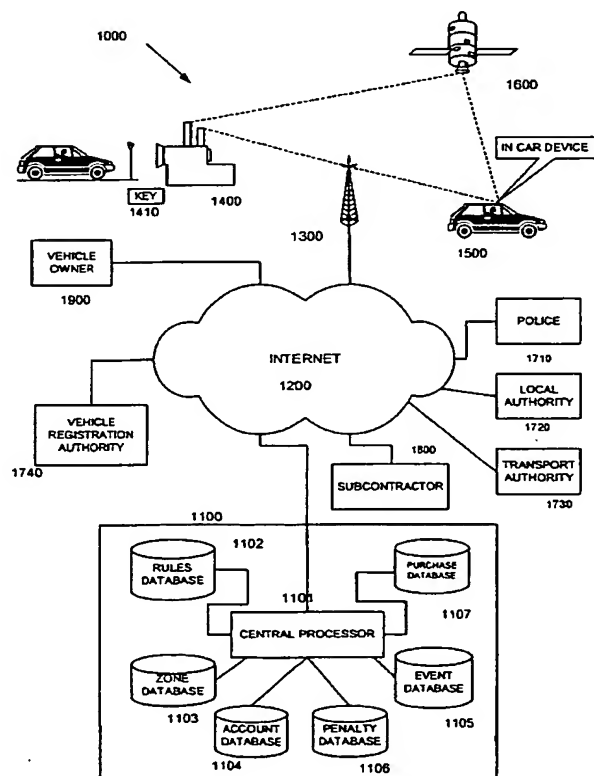 1000
1600
IN CAR DEVICE
KEY
1410
1400
1300
1500
VEHICLE
OWNER
1900
POLICE
1710
INTERNET
1200
LOCAL
AUTHORITY
1720
VEHICLE
REGISTRATION
AUTHORITY
1740
1800
SUBCONTRACTOR
TRANSPORT
AUTHORITY
1730
1100
1102
RULES
DATABASE
PURCHASE
DATABASE
1107
1101
CENTRAL PROCESSOR
ZONE
DATABASE
1103
EVENT
DATABASE
1105
ACCOUNT
DATABASE
1104
PENALTY
DATABASE
1106